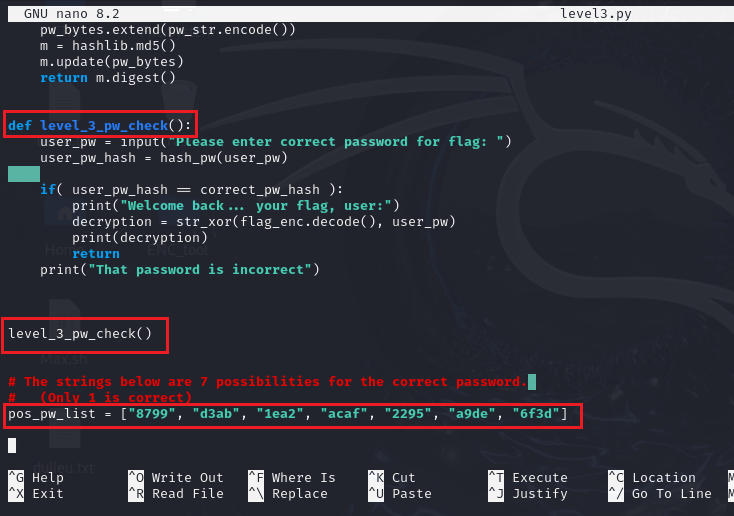 GNU nano 8.2 level3.py
pw_bytes.extend(pw_str.encode())
m = hashlib.md5()
m.update(pw_bytes)
return m.digest()
def level_3_pw_check():
user_pw = input("Please enter correct password for flag: ")
user_pw_hash = hash_pw(user_pw)
if( user_pw_hash == correct_pw_hash ):
print("Welcome back... your flag, user:")
decryption = str_xor(flag_enc.decode(), user_pw)
print(decryption)
return
print("That password is incorrect")
level_3_pw_check()
Max.sh
# The strings below are 7 possibilities for the correct password.
#   (Only 1 is correct)
pos_pw_list = ["8799", "d3ab", "1ea2", "acaf", "2295", "a9de", "6f3d"]
^G Help ^O Write Out ^F Where Is ^K Cut ^T Execute ^C Location M
^X Exit ^R Read File ^\ Replace ^U Paste ^J Justify ^/ Go To Line M